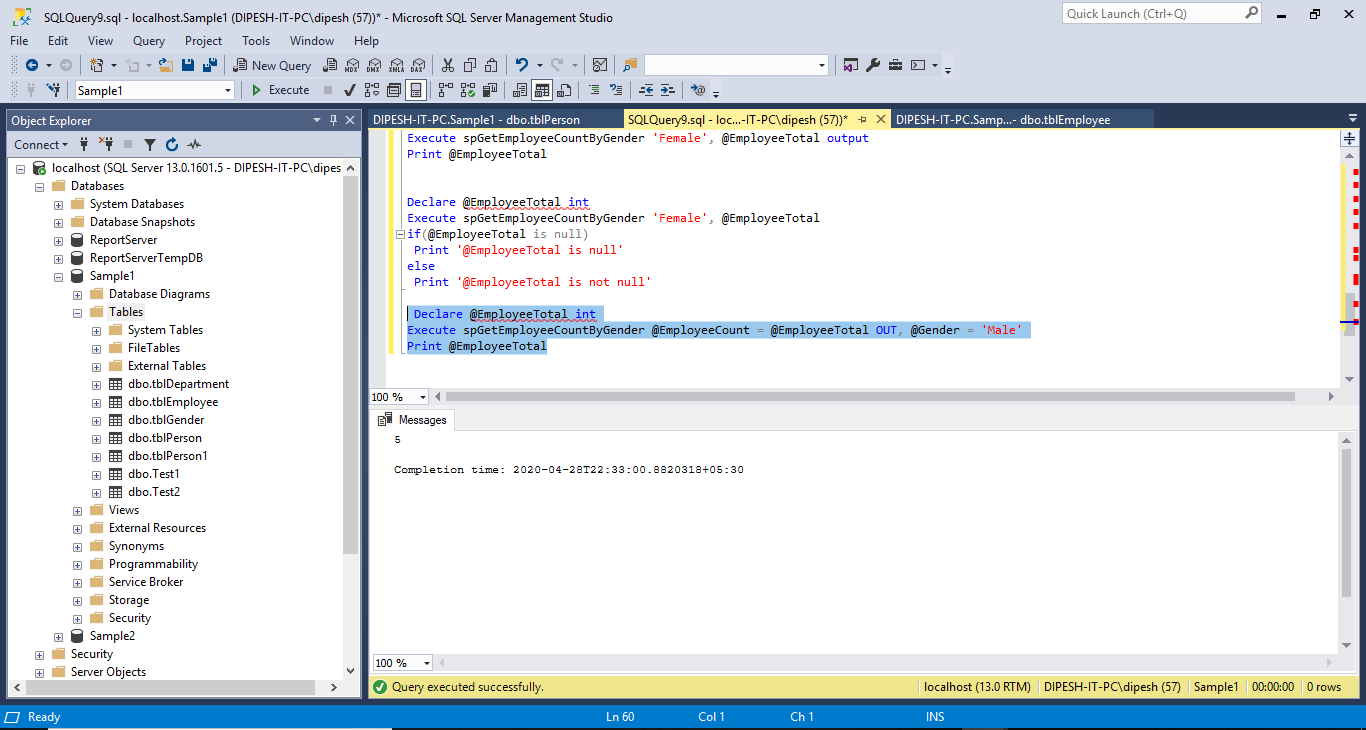 SQLQuery9.sql - localhost.Sample1 (DIPESH-IT-PC\dipesh (57))* - Microsoft SQL Server Management Studio
Quick Launch (Ctrl+Q)
File Edit View Query Project Tools Window Help
New Query MDX DMX XMLA DAX
Sample1 Execute
Object Explorer
Connect
localhost (SQL Server 13.0.1601.5 - DIPESH-IT-PC\dipes
Databases
System Databases
Database Snapshots
ReportServer
ReportServerTempDB
Sample1
Database Diagrams
Tables
System Tables
FileTables
External Tables
dbo.tblDepartment
dbo.tblEmployee
dbo.tblGender
dbo.tblPerson
dbo.tblPerson1
dbo.Test1
dbo.Test2
Views
External Resources
Synonyms
Programmability
Service Broker
Storage
Security
Sample2
Security
Server Objects
DIPESH-IT-PC.Sample1 - dbo.tblPerson
SQLQuery9.sql - loc...-IT-PC\dipesh (57))*
DIPESH-IT-PC.Samp...- dbo.tblEmployee
Execute spGetEmployeeCountByGender 'Female', @EmployeeTotal output
Print @EmployeeTotal
Declare @EmployeeTotal int
Execute spGetEmployeeCountByGender 'Female', @EmployeeTotal
if(@EmployeeTotal is null)
Print '@EmployeeTotal is null'
else
Print '@EmployeeTotal is not null'
Declare @EmployeeTotal int
Execute spGetEmployeeCountByGender @EmployeeCount = @EmployeeTotal OUT, @Gender = 'Male'
Print @EmployeeTotal
100 %
Messages
5
Completion time: 2020-04-28T22:33:00.8820318+05:30
100 %
Query executed successfully.
localhost (13.0 RTM) DIPESH-IT-PC\dipesh (57) Sample1 00:00:00 0 rows
Ready Ln 60 Col 1 Ch 1 INS